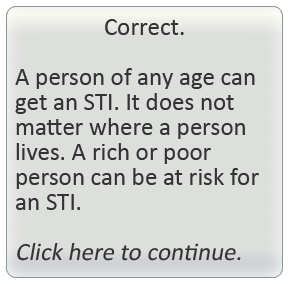 Correct.
A person of any age can
get an STI. It does not
matter where a person
lives. A rich or poor
person can be at risk for
an STI.
Click here to continue.